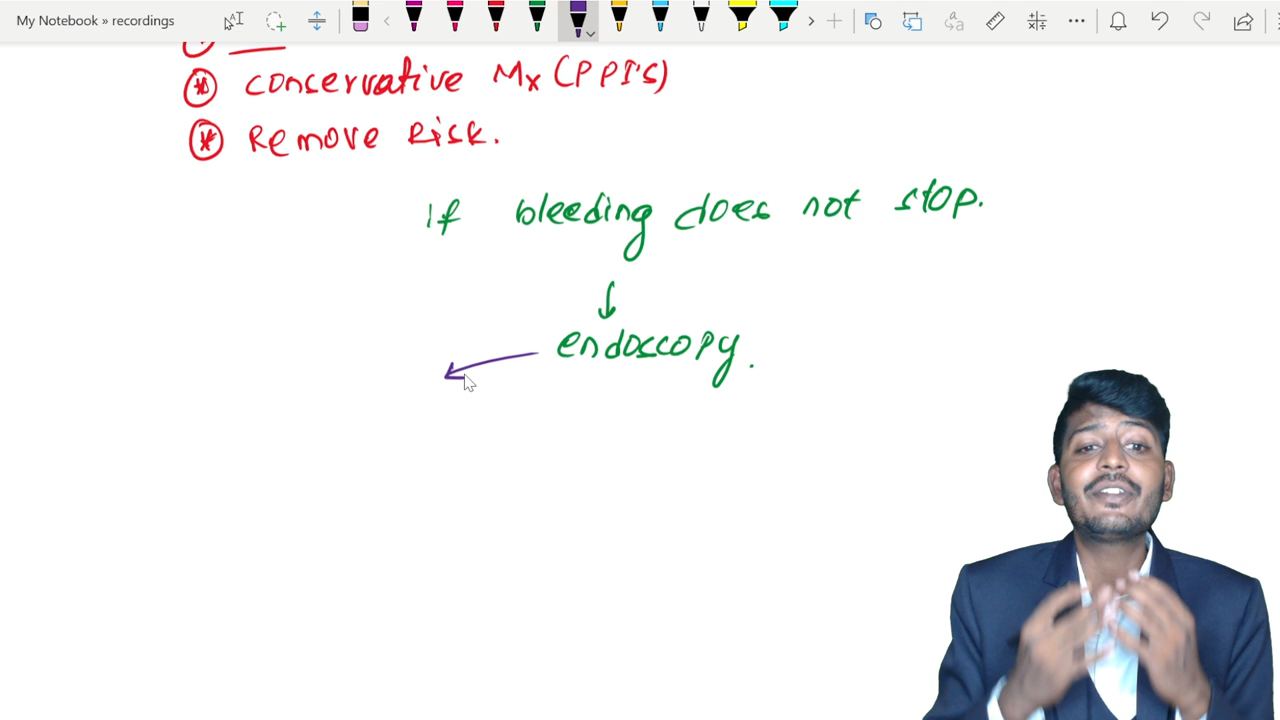 My Notebook » recordings
conservative Mx (PPI's)
Remove Risk.
If bleeding does not stop.
endoscopy.